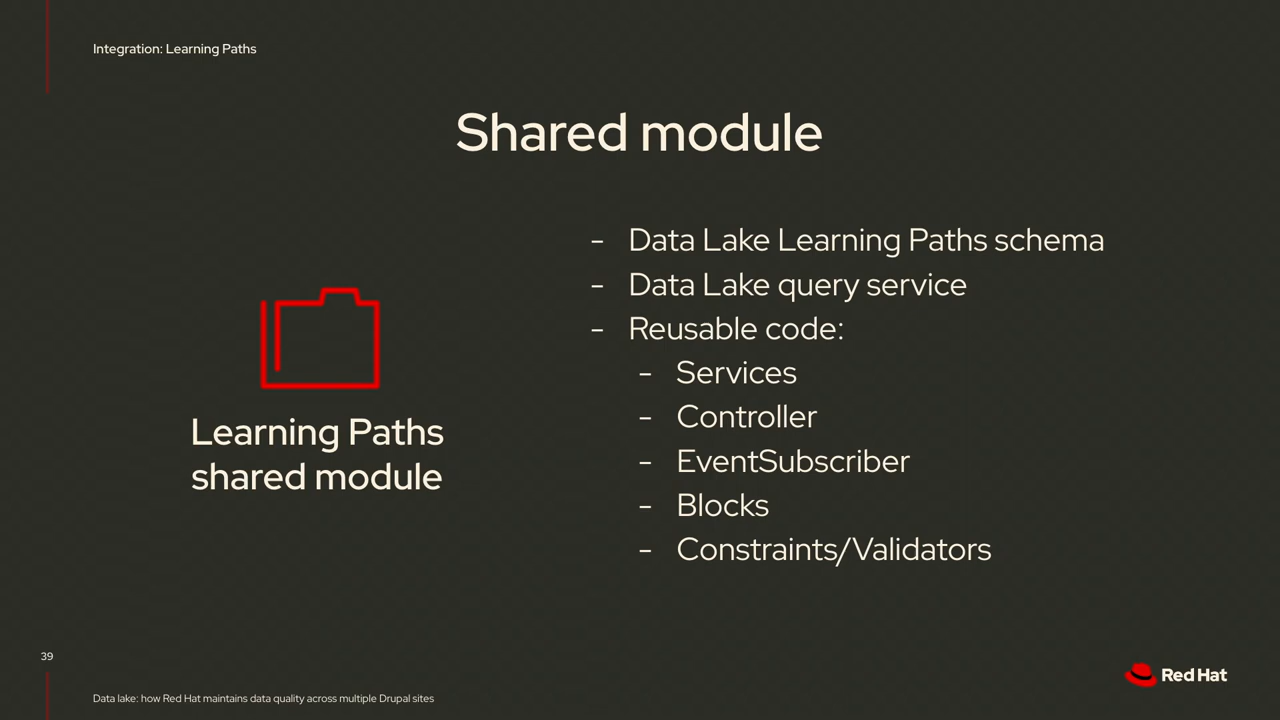 Integration: Learning Paths
Shared module
Learning Paths
shared module
- Data Lake Learning Paths schema
- Data Lake query service
- Reusable code:
- Services
- Controller
- EventSubscriber
- Blocks
- Constraints/Validators
39
Data lake: how Red Hat maintains data quality across multiple Drupal sites
Red Hat